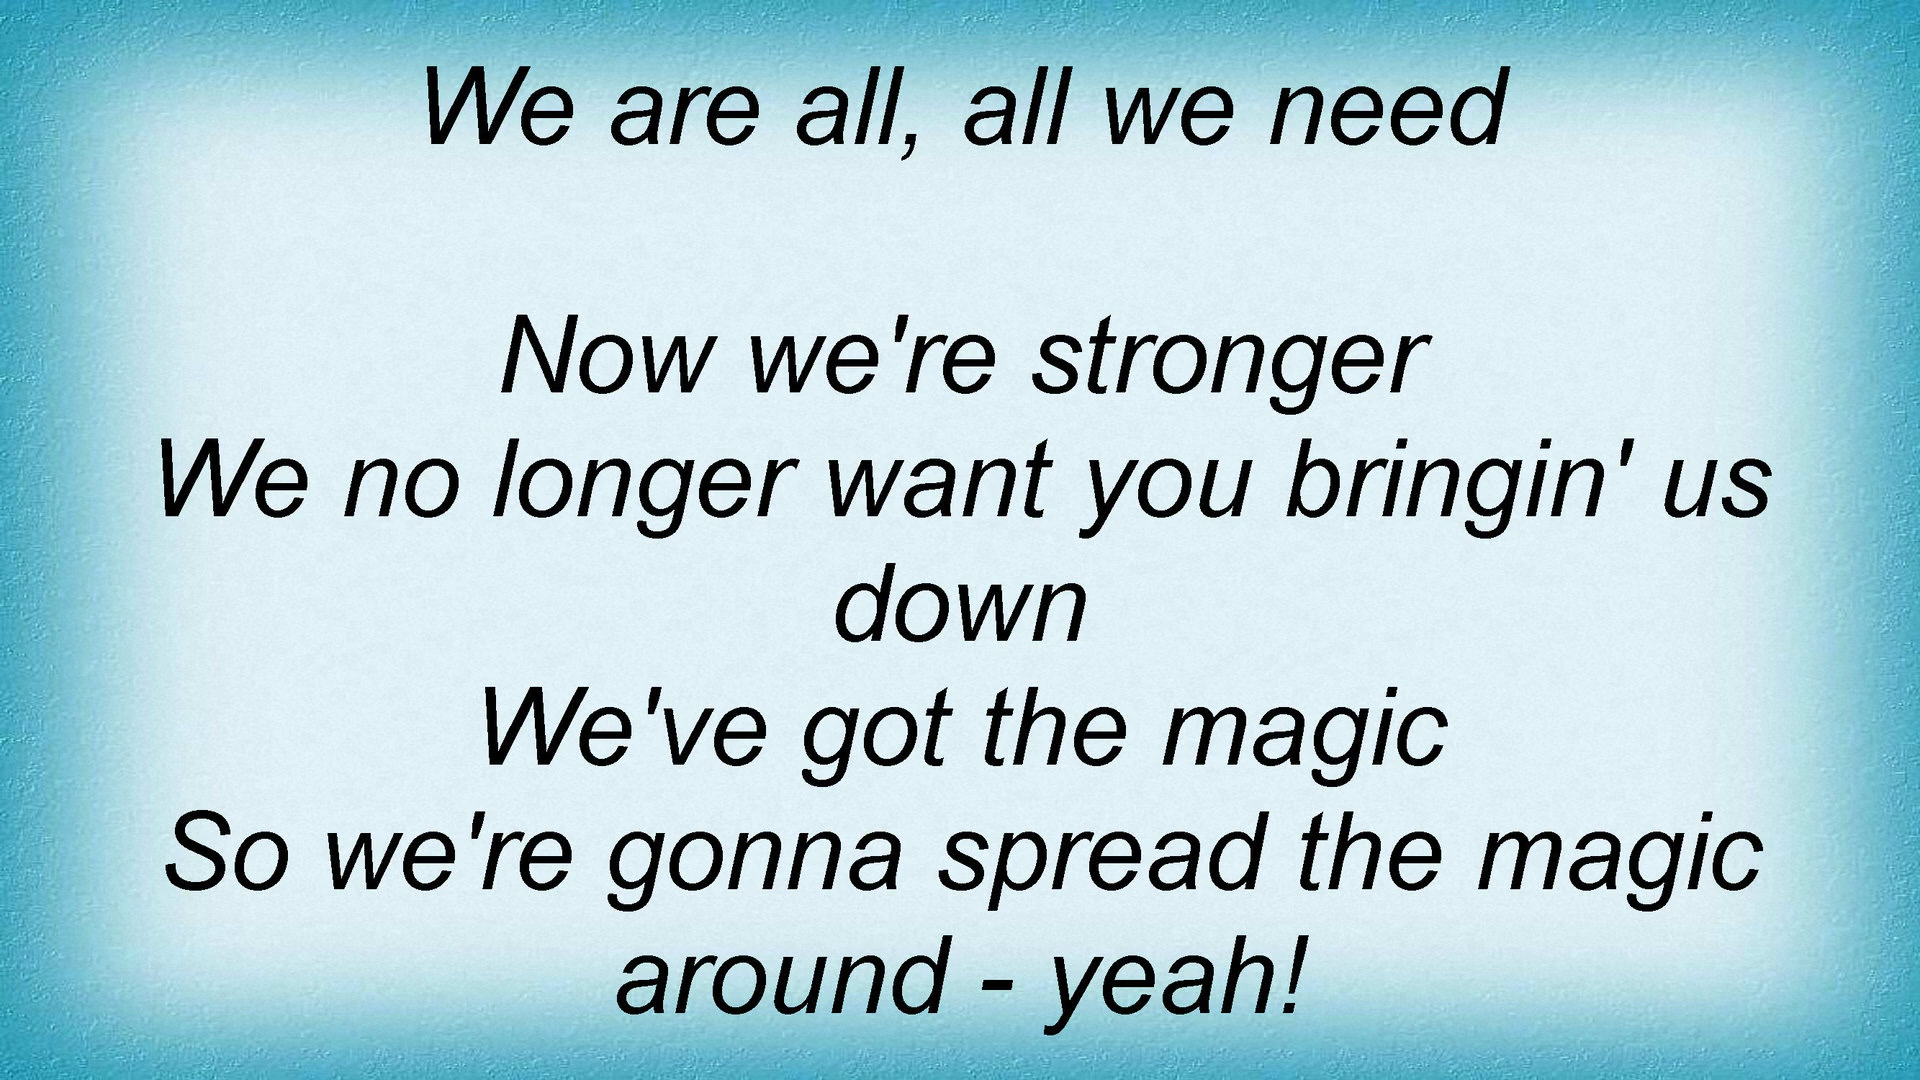 We are all, all we need
Now we're stronger
We no longer want you bringin' us
down
We've got the magic
So we're gonna spread the magic
around - yeah!